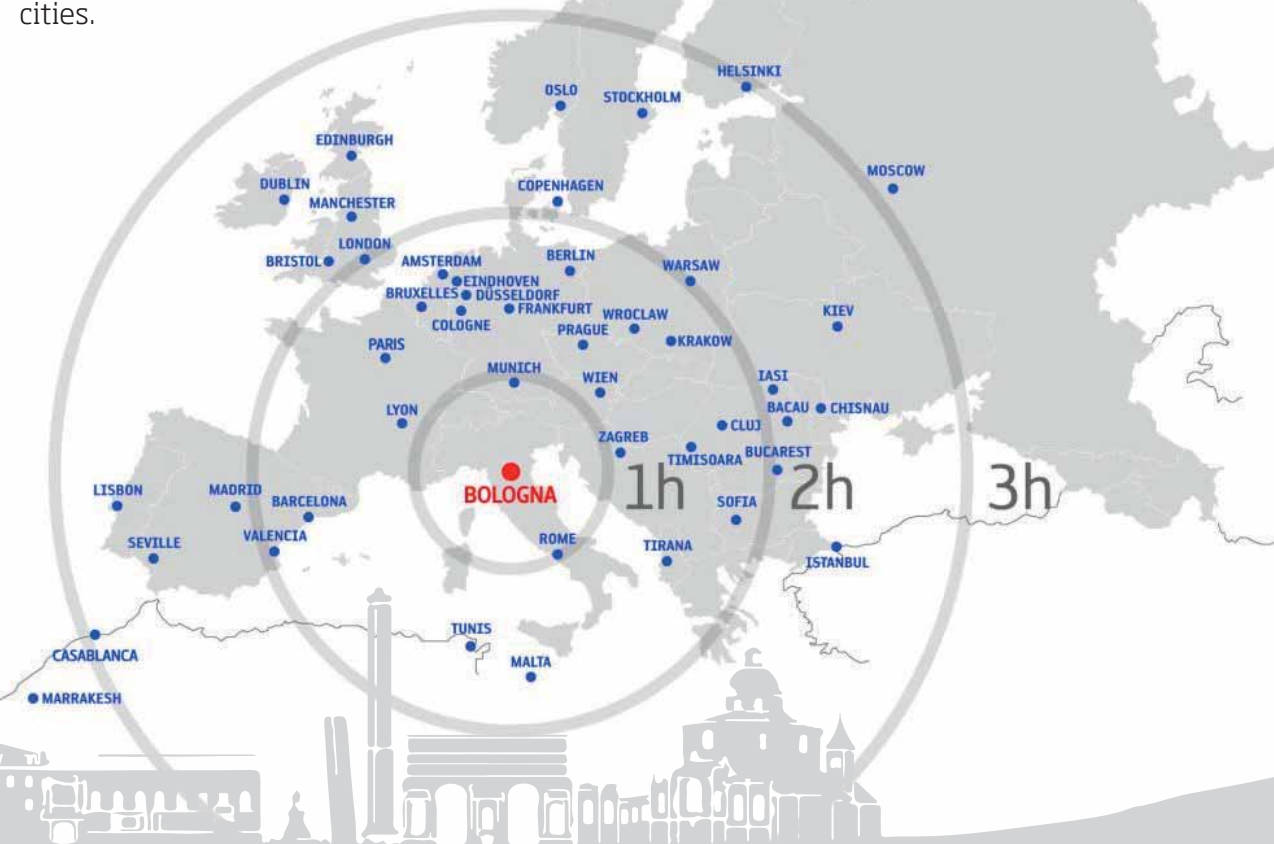 cities.
HELSINKI
OSLO
STOCKHOLM
EDINBURGH
MOSCOW
DUBLIN
COPENHAGEN
MANCHESTER
LONDON
BRISTOL
AMSTERDAM
BERLIN
WARSAW
EINDHOVEN
BRUXELLES
DÜSSELDORF
FRANKFURT
KIEV
WROCLAW
COLOGNE
PRAGUE
KRAKOW
PARIS
MUNICH
WIEN
IASI
LYON
BACAU
CHISNAU
CLUJ
ZAGREB
TIMISOARA
BUCAREST
LISBON
MADRID
BARCELONA
BOLOGNA
1h
2h
3h
SOFIA
SEVILLE
VALENCIA
ROME
TIRANA
ISTANBUL
TUNIS
CASABLANCA
MALTA
MARRAKESH